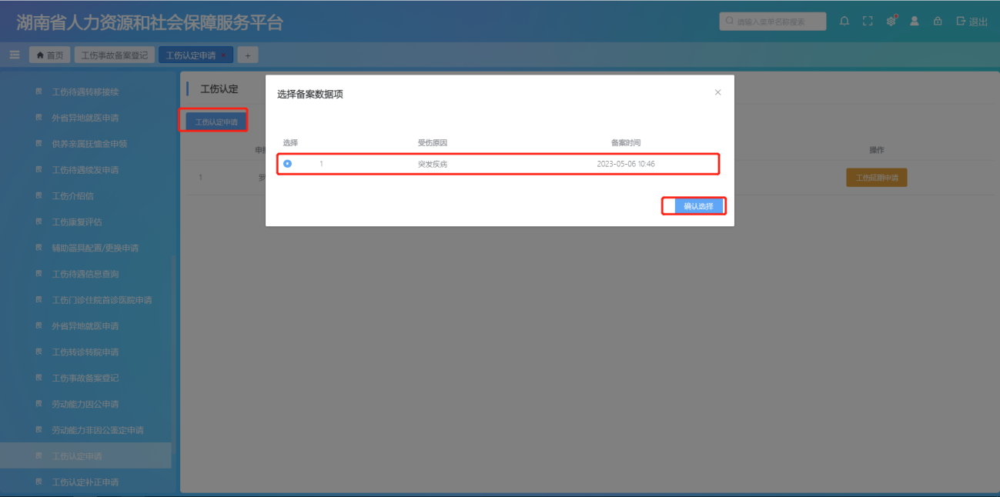 湖南省人力资源和社会保障服务平台
请输入菜单名称搜索
退出
首页
工伤事故备案登记
工伤认定申请
+
工伤待遇转移接续
外省异地就医申请
供养亲属抚恤金申领
工伤待遇续发申请
工伤介绍信
工伤康复评估
辅助器具配置/更换申请
工伤待遇信息查询
工伤门诊住院首诊医院申请
外省异地就医申请
工伤转诊转院申请
工伤事故备案登记
劳动能力因公申请
劳动能力非因公鉴定申请
工伤认定申请
工伤认定补正申请
工伤认定
工伤认定申请
申
操作
1
罗
工伤延期申请
选择备案数据项
选择
受伤原因
备案时间
1
突发疾病
2023-05-06 10:46
确认选择